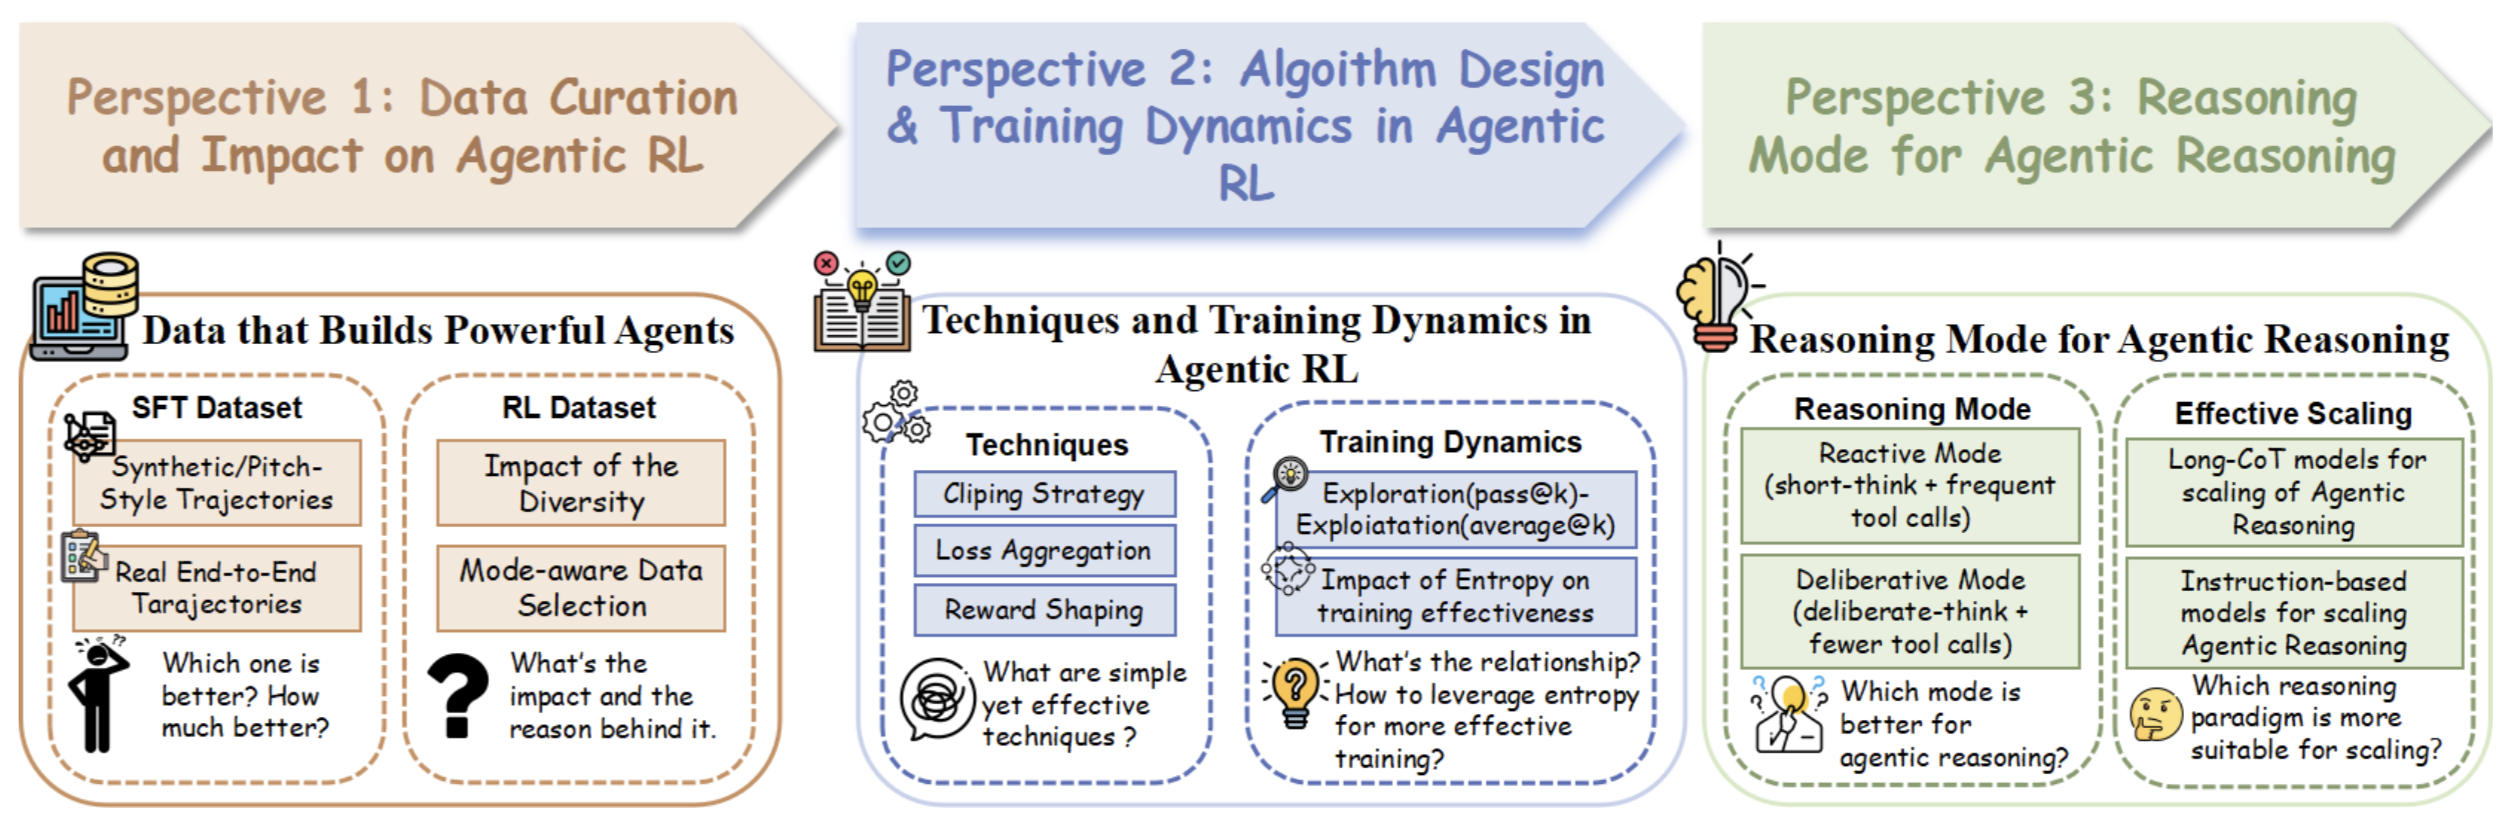 Perspective 1: Data Curation
and Impact on Agentic RL
Perspective 2: Algoithm Design
& Training Dynamics in Agentic
RL
Perspective 3: Reasoning
Mode for Agentic Reasoning
Data that Builds Powerful Agents
SFT Dataset
Synthetic/Pitch-
Style Trajectories
Real End-to-End
Tarajectories
??
Which one is
better? How
much better?
RL Dataset
Impact of the
Diversity
Mode-aware Data
Selection
?
What's the
impact and the
reason behind it.
Techniques and Training Dynamics in
Agentic RL
Techniques
Cliping Strategy
Loss Aggregation
Reward Shaping
What are simple
yet effective
techniques ?
Training Dynamics
Exploration(pass@k)-
Exploiatation(average@k)
Impact of Entropy on
training effectiveness
?
What's the relationship?
How to leverage entropy
for more effective
training?
Reasoning Mode for Agentic Reasoning
Reasoning Mode
Reactive Mode
(short-think + frequent
tool calls)
Deliberative Mode
(deliberate-think +
fewer tool calls)
? ?
? ?
Which mode is
better for
agentic reasoning?
Effective Scaling
Long-CoT models for
scaling of Agentic
Reasoning
Instruction-based
models for scaling
Agentic Reasoning
Which reasoning
paradigm is more
suitable for scaling?